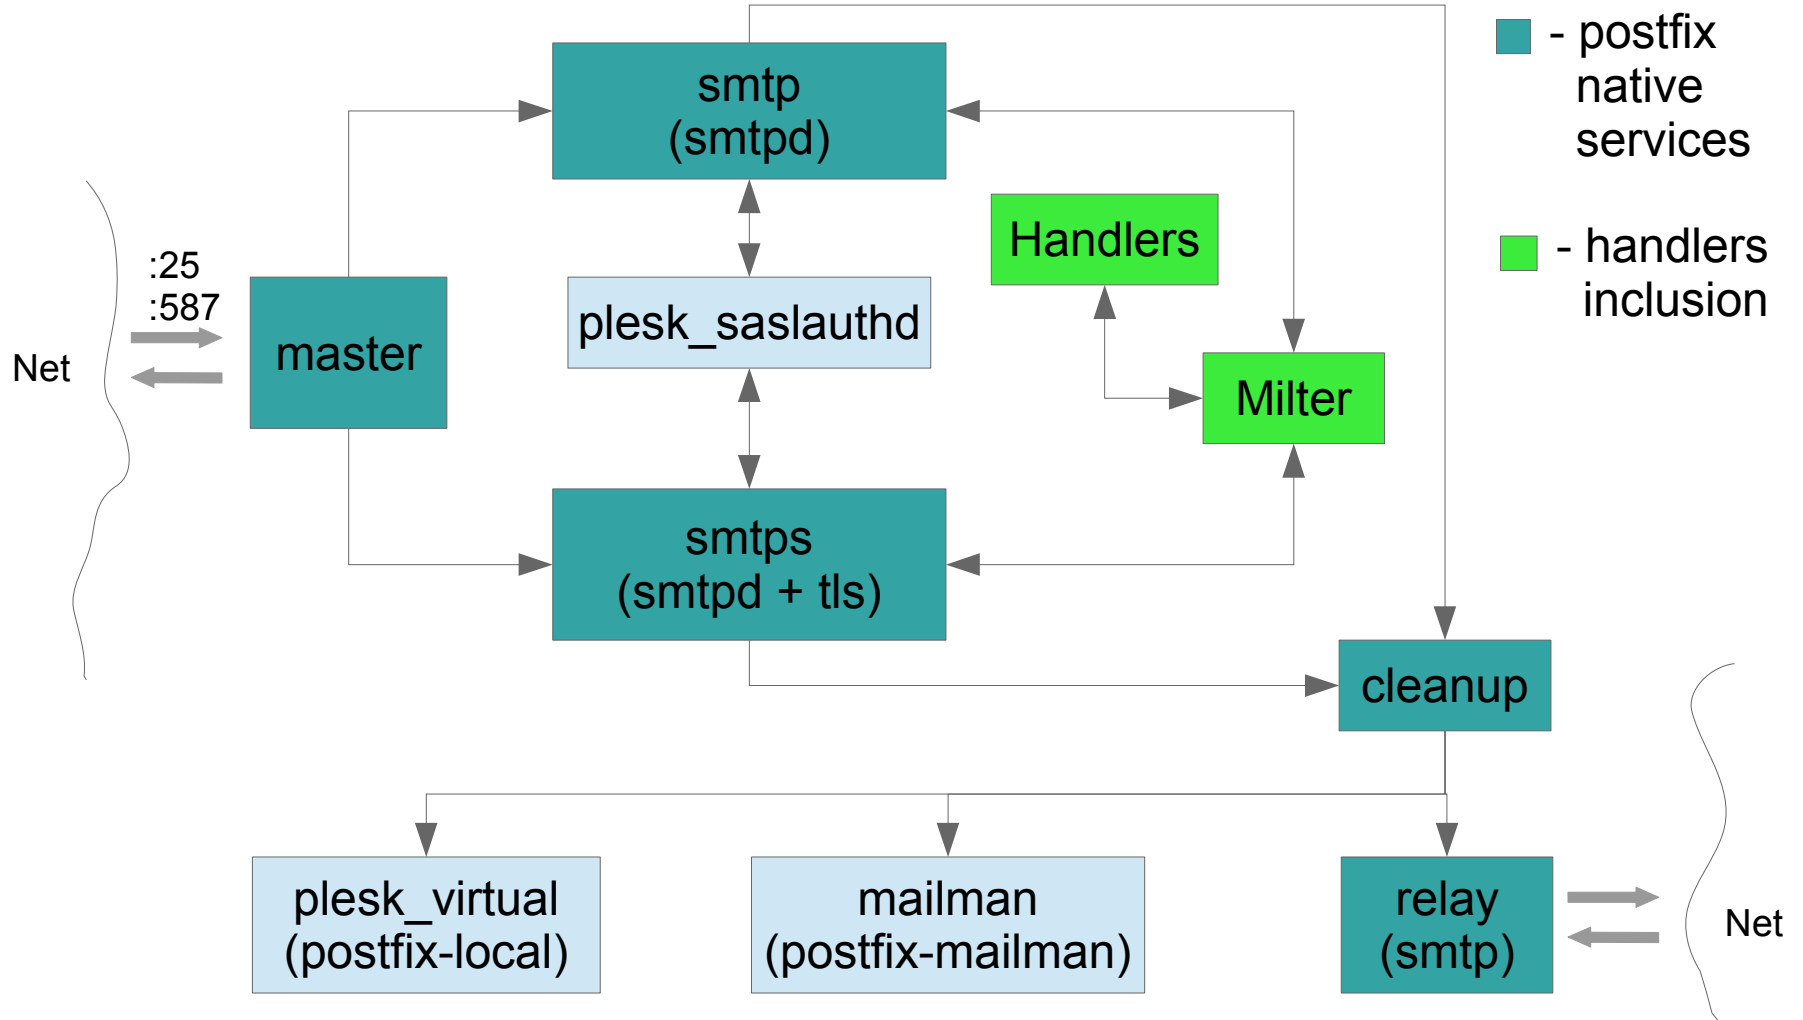 smtp
(smtpd)
- postfix
native
services
Handlers
- handlers
inclusion
:25
:587
Net
master
plesk_saslauthd
Milter
smtps
(smtpd + tls)
cleanup
plesk_virtual
(postfix-local)
mailman
(postfix-mailman)
relay
(smtp)
Net